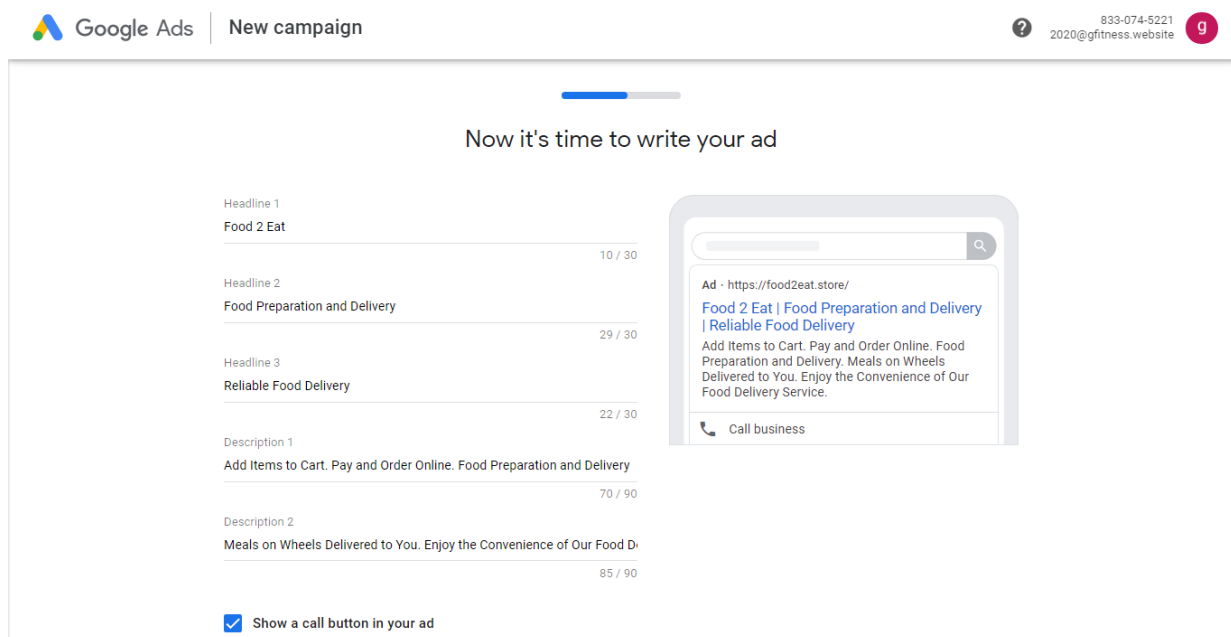 Google Ads
New campaign
?
833-074-5221
2020@gfitness.website
g
Now it's time to write your ad
Headline 1
Food 2 Eat
10 / 30
Headline 2
Food Preparation and Delivery
29 / 30
Headline 3
Reliable Food Delivery
22 / 30
Description 1
Add Items to Cart. Pay and Order Online. Food Preparation and Delivery
70 / 90
Description 2
Meals on Wheels Delivered to You. Enjoy the Convenience of Our Food D
85 / 90
Show a call button in your ad
Ad · https://food2eat.store/
Food 2 Eat | Food Preparation and Delivery
| Reliable Food Delivery
Add Items to Cart. Pay and Order Online. Food
Preparation and Delivery. Meals on Wheels
Delivered to You. Enjoy the Convenience of Our
Food Delivery Service.
Call business